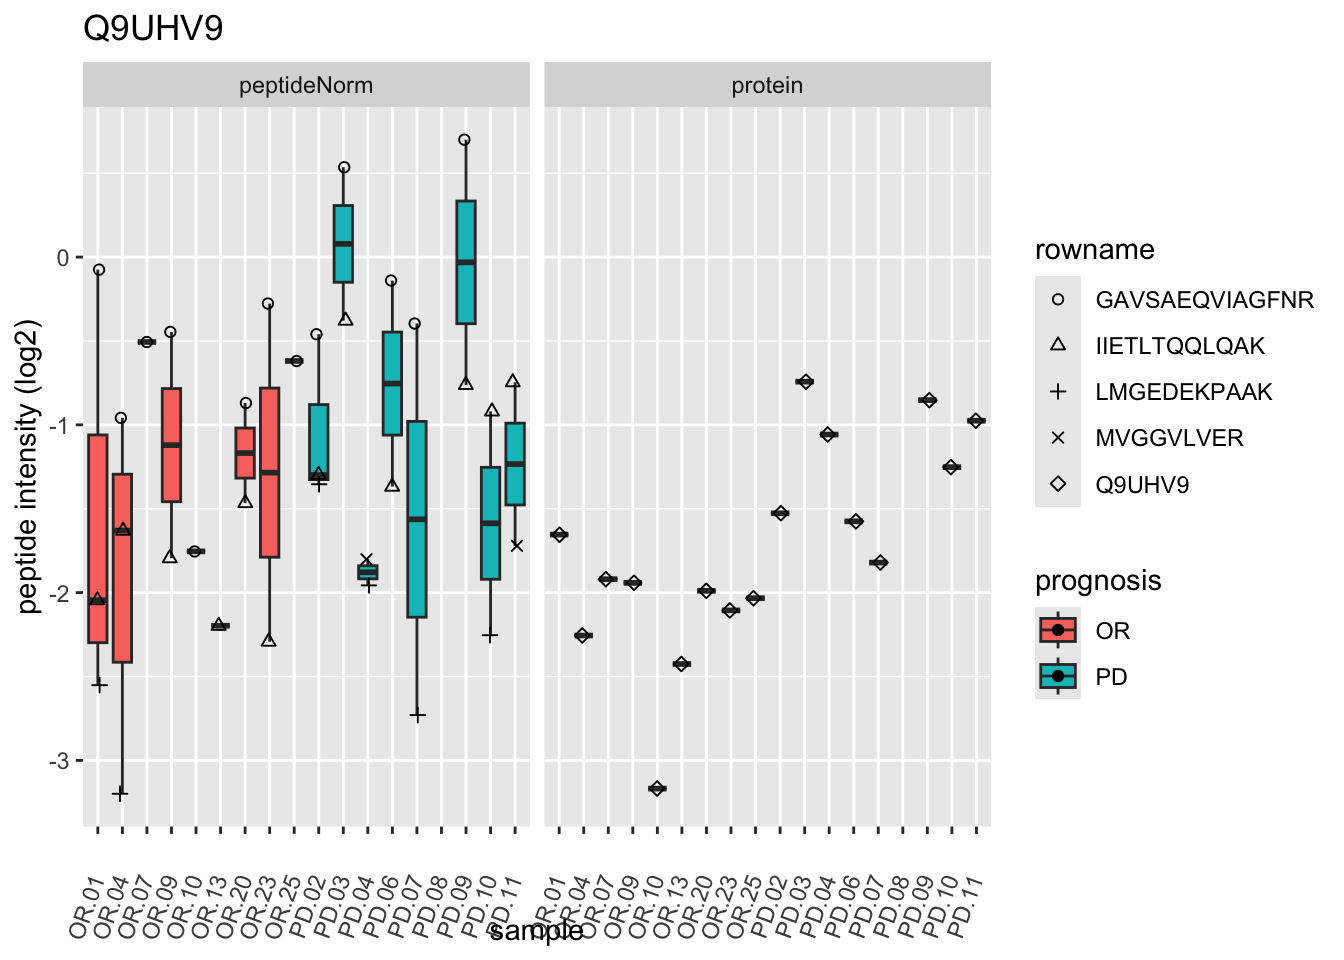 Q9UHV9
peptideNorm
protein
peptide intensity (log2)
0
-1
-2
-3
OR.01
OR.04
OR.07
OR.09
OR.10
OR.13
OR.20
OR.23
OR.25
PD.02
PD.03
PD.04
PD.06
PD.07
PD.08
PD.09
PD.10
PD.11
OR.01
OR.04
OR.07
OR.09
OR.10
OR.13
OR.20
OR.23
OR.25
PD.02
PD.03
PD.04
PD.06
PD.07
PD.08
PD.09
PD.10
PD.11
sample
rowname
GAVSAEQVIAGFNR
IIETLTQQLQAK
LMGEDEKPAAK
MVGGVLVER
Q9UHV9
prognosis
OR
PD